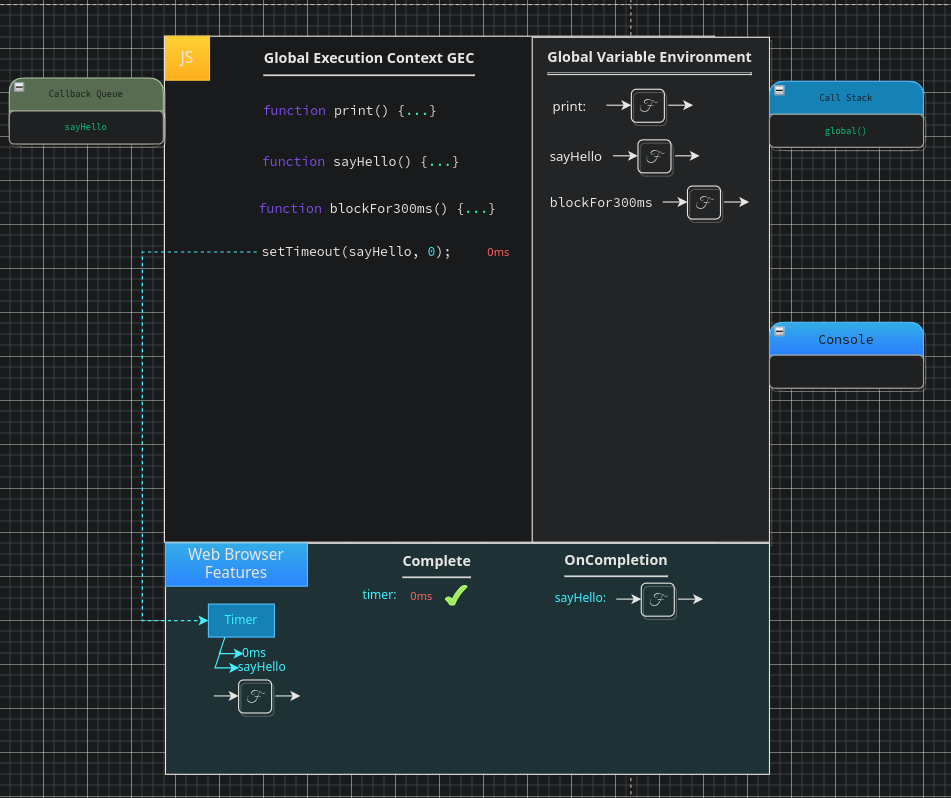 JS
Global Execution Context GEC
Global Variable Environment
Callback Queue
sayHello
Call Stack
global()
function print() {...}
print:
ℱ
function sayHello() {...}
sayHello
ℱ
function blockFor300ms() {...}
blockFor300ms
ℱ
setTimeout(sayHello, 0);
0ms
Console
Web Browser
Features
Complete
OnCompletion
timer:
0ms
sayHello:
ℱ
Timer
0ms
sayHello
ℱ